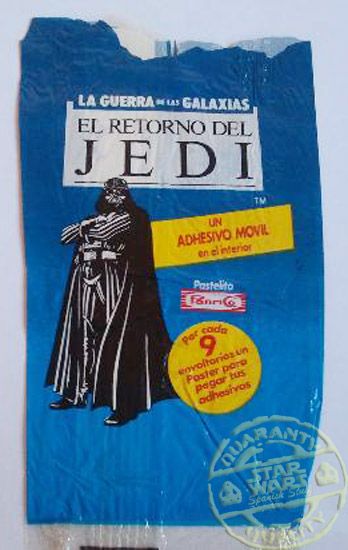 LA GUERRA DE LAS GALAXIAS
EL RETORNO DEL
JEDI
TM
UN
ADHESIVO MOVIL
en el interior
Pastelito
Panrico
Por cada
9
envoltorios un
Poster para
pegar tus
adhesivos
GUARANTY
STAR
WARS
Spanish Stuff
QUALITY